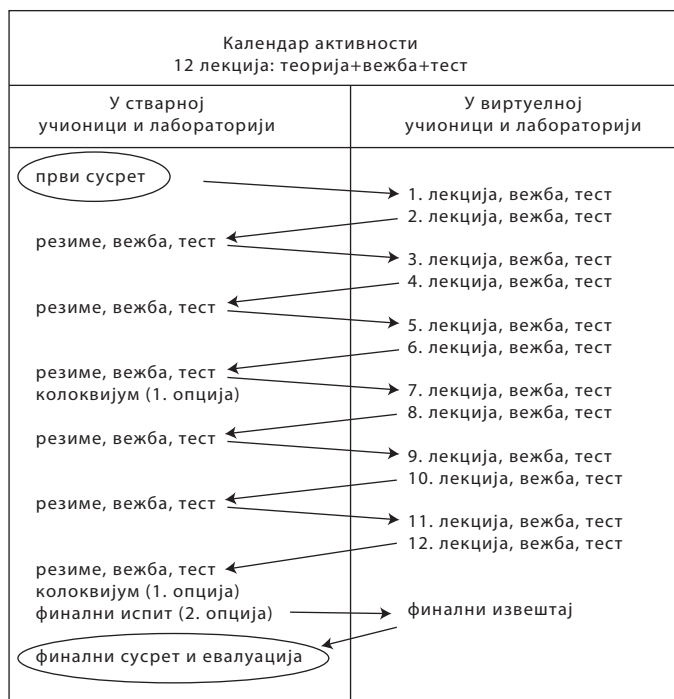 Календар активности
12 лекција: теорија+вежба+тест
У стварној
учионици и лабораторији
У виртуелној
учионици и лабораторији
први сусрет
1. лекција, вежба, тест
2. лекција, вежба, тест
резиме, вежба, тест
3. лекција, вежба, тест
4. лекција, вежба, тест
резиме, вежба, тест
5. лекција, вежба, тест
6. лекција, вежба, тест
резиме, вежба, тест
колоквијум (1. опција)
7. лекција, вежба, тест
8. лекција, вежба, тест
резиме, вежба, тест
9. лекција, вежба, тест
10. лекција, вежба, тест
резиме, вежба, тест
11. лекција, вежба, тест
12. лекција, вежба, тест
резиме, вежба, тест
колоквијум (1. опција)
финални испит (2. опција)
финални извештај
финални сусрет и евалуација